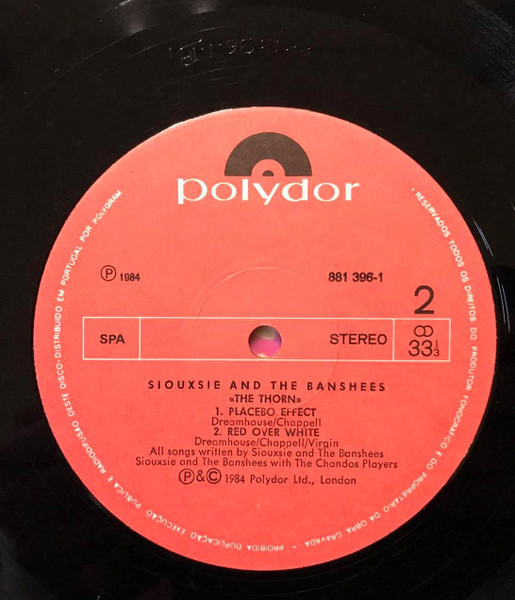 polydor
℗ 1984
881 396-1
2
SPA
STEREO
33 1/3
SIOUXSIE AND THE BANSHEES
«THE THORN»
1. PLACEBO EFFECT
Dreamhouse/Chappell
2. RED OVER WHITE
Dreamhouse/Chappell/Virgin
All songs written by Siouxsie and The Banshees
Siouxsie and The Banshees with The Chandos Players
℗&© 1984 Polydor Ltd., London
• RESERVADOS TODOS OS DIREITOS DO PRODUTOR FONOGRÁFICO E DO PROPRIETÁRIO DA OBRA GRAVADA - PROIBIDA DUPLICAÇÃO EXECUÇÃO PÚBLICA E RADIODIFUSÃO DESTE DISCO-DISTRIBUIDO EM PORTUGAL POR POLYGRAM